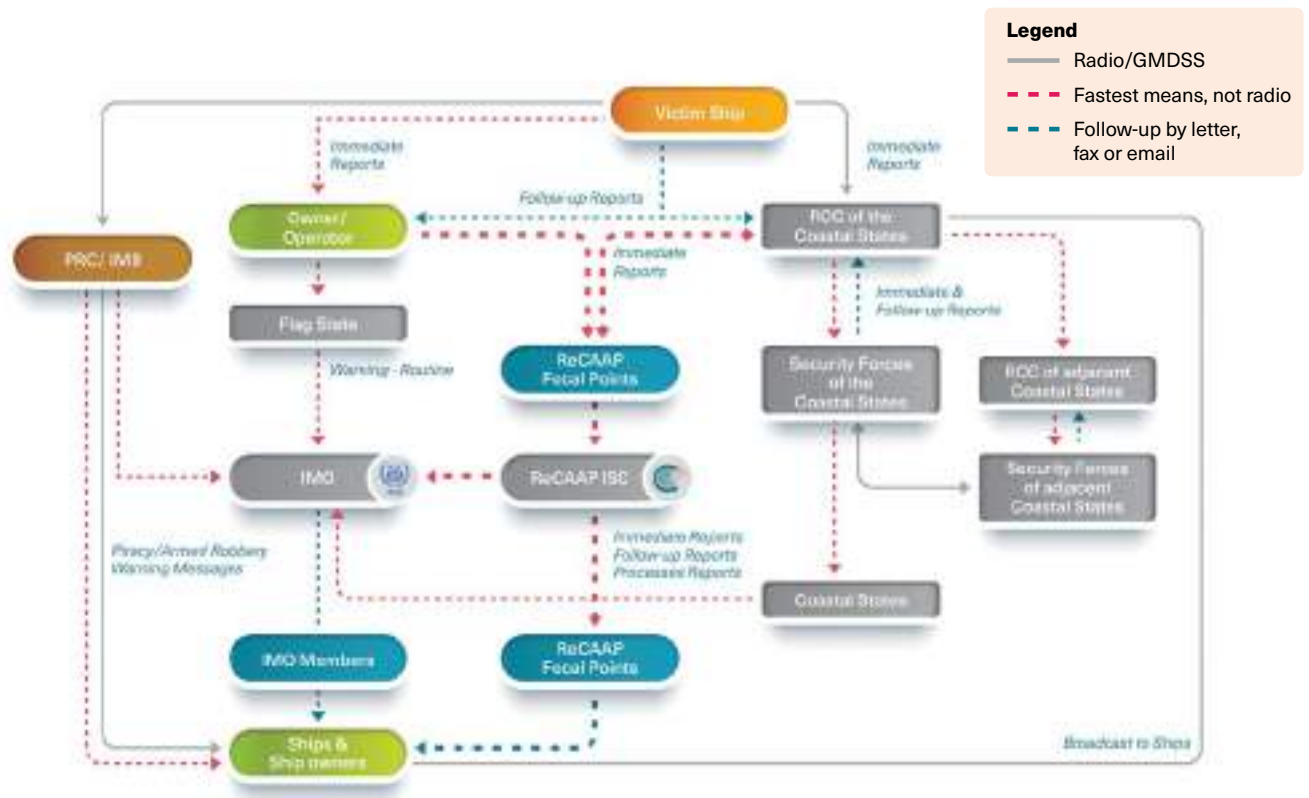 Legend
Radio/GMDSS
Fastest means, not radio
Follow-up by letter,
fax or email
Victim Ship
Immediate
Reports
Immediate
Reports
Follow-up Reports
Owner/
Operator
RCC of the
Coastal States
PRC/ IMB
Immediate
Reports
Immediate &
Follow-up Reports
Flag State
Warning - Routine
ReCAAP
Focal Points
Security Forces
of the
Coastal States
RCC of adjacent
Coastal States
IMO
ReCAAP ISC
Security Forces
of adjacent
Coastal States
Piracy/Armed Robbery
Warning Messages
Immediate Reports
Follow-up Reports
Processes Reports
Coastal States
IMO Members
ReCAAP
Focal Points
Ships &
Ship owners
Broadcast to Ships